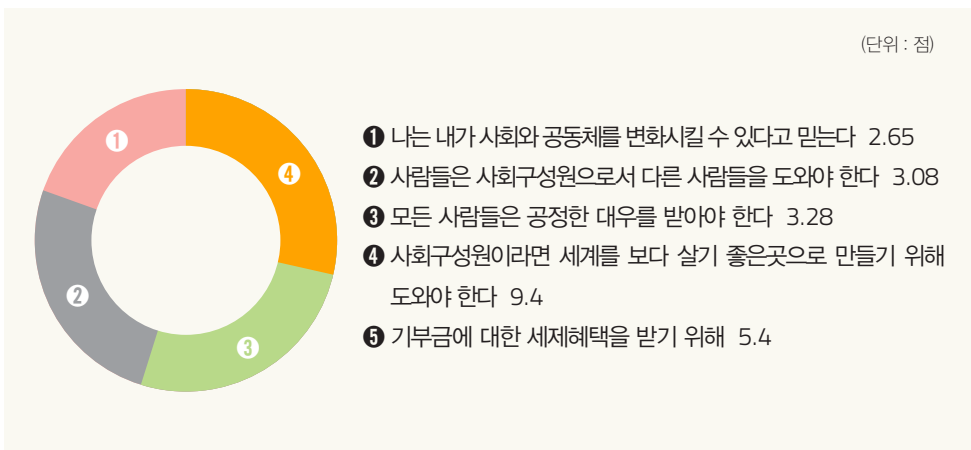 (단위 : 점)
❶ 나는 내가 사회와 공동체를 변화시킬 수 있다고 믿는다 2.65
❷ 사람들은 사회구성원으로서 다른 사람들을 도와야 한다 3.08
❸ 모든 사람들은 공정한 대우를 받아야 한다 3.28
❹ 사회구성원이라면 세계를 보다 살기 좋은곳으로 만들기 위해
도와야 한다 9.4
❺ 기부금에 대한 세제혜택을 받기 위해 5.4
❶
❹
❷
❸